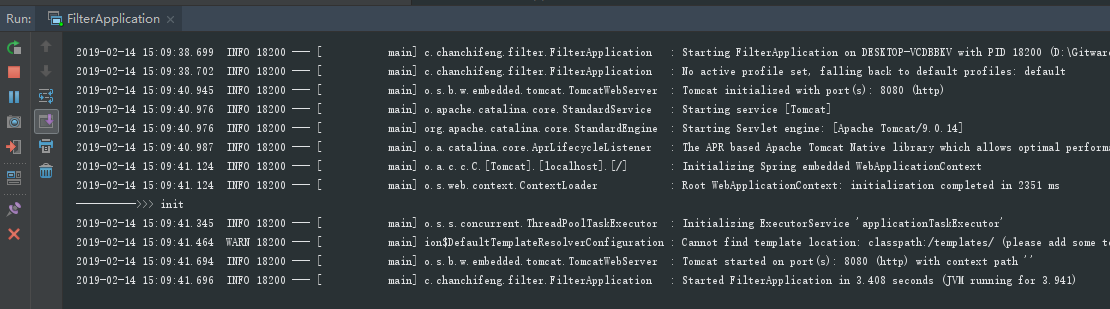 Run: FilterApplication ×
2019-02-14 15:09:38.699  INFO 18200 --- [           main] c.chanchifeng.filter.FilterApplication   : Starting FilterApplication on DESKTOP-VCDBBKV with PID 18200 (D:\Gitware
2019-02-14 15:09:38.702  INFO 18200 --- [           main] c.chanchifeng.filter.FilterApplication   : No active profile set, falling back to default profiles: default
2019-02-14 15:09:40.945  INFO 18200 --- [           main] o.s.b.w.embedded.tomcat.TomcatWebServer  : Tomcat initialized with port(s): 8080 (http)
2019-02-14 15:09:40.976  INFO 18200 --- [           main] o.apache.catalina.core.StandardService   : Starting service [Tomcat]
2019-02-14 15:09:40.976  INFO 18200 --- [           main] org.apache.catalina.core.StandardEngine  : Starting Servlet engine: [Apache Tomcat/9.0.14]
2019-02-14 15:09:40.987  INFO 18200 --- [           main] o.a.catalina.core.AprLifecycleListener   : The APR based Apache Tomcat Native library which allows optimal performa
2019-02-14 15:09:41.124  INFO 18200 --- [           main] o.a.c.c.C.[Tomcat].[localhost].[/]       : Initializing Spring embedded WebApplicationContext
2019-02-14 15:09:41.124  INFO 18200 --- [           main] o.s.web.context.ContextLoader            : Root WebApplicationContext: initialization completed in 2351 ms
----------->>> init
2019-02-14 15:09:41.345  INFO 18200 --- [           main] o.s.s.concurrent.ThreadPoolTaskExecutor  : Initializing ExecutorService 'applicationTaskExecutor'
2019-02-14 15:09:41.464  WARN 18200 --- [           main] ion$DefaultTemplateResolverConfiguration : Cannot find template location: classpath:/templates/ (please add some te
2019-02-14 15:09:41.694  INFO 18200 --- [           main] o.s.b.w.embedded.tomcat.TomcatWebServer  : Tomcat started on port(s): 8080 (http) with context path ''
2019-02-14 15:09:41.696  INFO 18200 --- [           main] c.chanchifeng.filter.FilterApplication   : Started FilterApplication in 3.408 seconds (JVM running for 3.941)